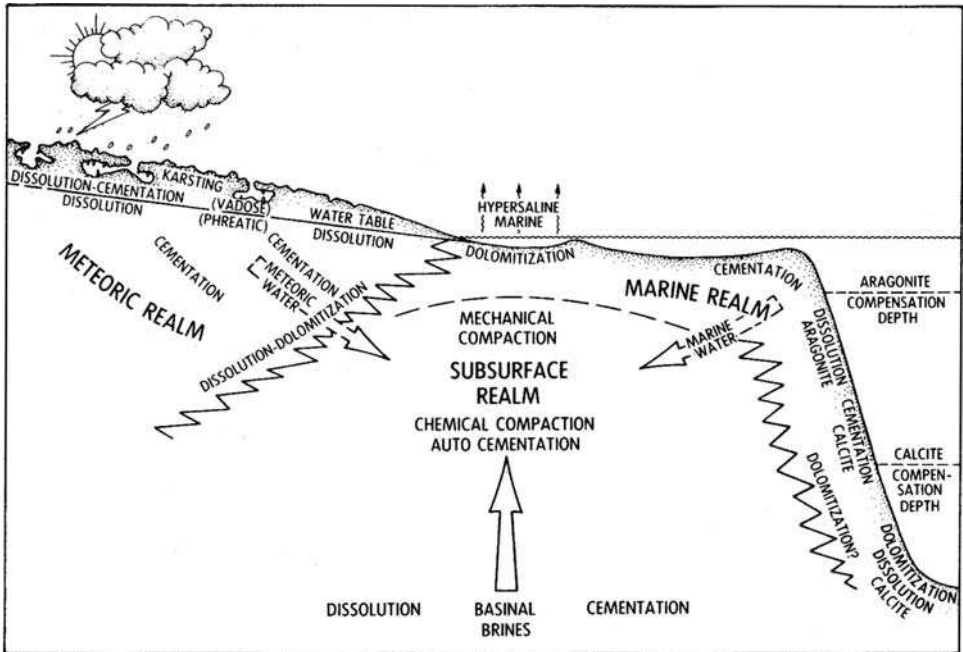 KARSTING
DISSOLUTION-CEMENTATION
DISSOLUTION
(VADOSE)
(PHREATIC)
WATER TABLE
DISSOLUTION
HYPERSALINE
MARINE
DOLOMITIZATION
CEMENTATION
CEMENTATION
METEORIC
WATER
METEORIC REALM
DISSOLUTION-DOLOMITIZATION
MECHANICAL
COMPACTION
SUBSURFACE
REALM
CHEMICAL COMPACTION
AUTO CEMENTATION
CEMENTATION
MARINE REALM
MARINE
WATER
ARAGONITE
COMPENSATION
DEPTH
DISSOLUTION
ARAGONITE
CEMENTATION
CALCITE
CALCITE
COMPEN-
SATION
DEPTH
DOLOMITIZATION?
DOLOMITIZATION
DISSOLUTION
CALCITE
DISSOLUTION
BASINAL
BRINES
CEMENTATION